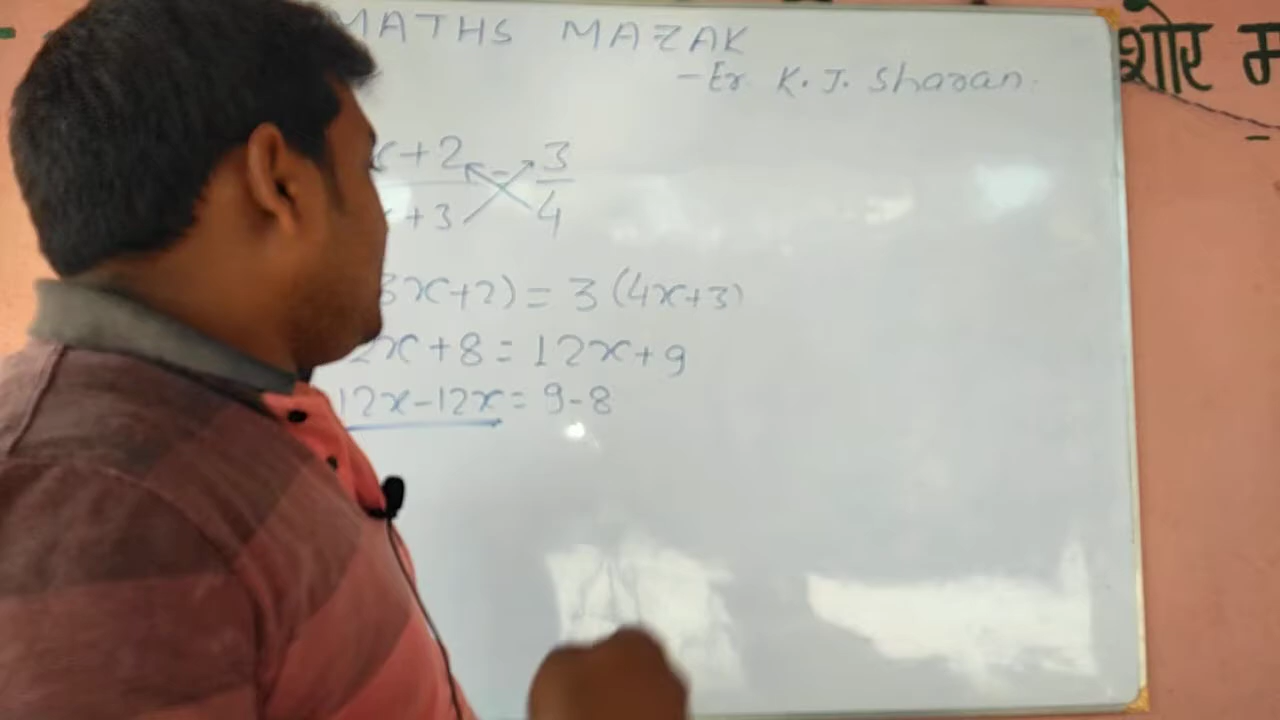 MATHS MAZAK
- Er. K. J. Sharan.
शोर म
x+2 = 3
+3 4
3x+2) = 3 (4x+3)
2x+8 = 12x+9
12x-12x = 9-8